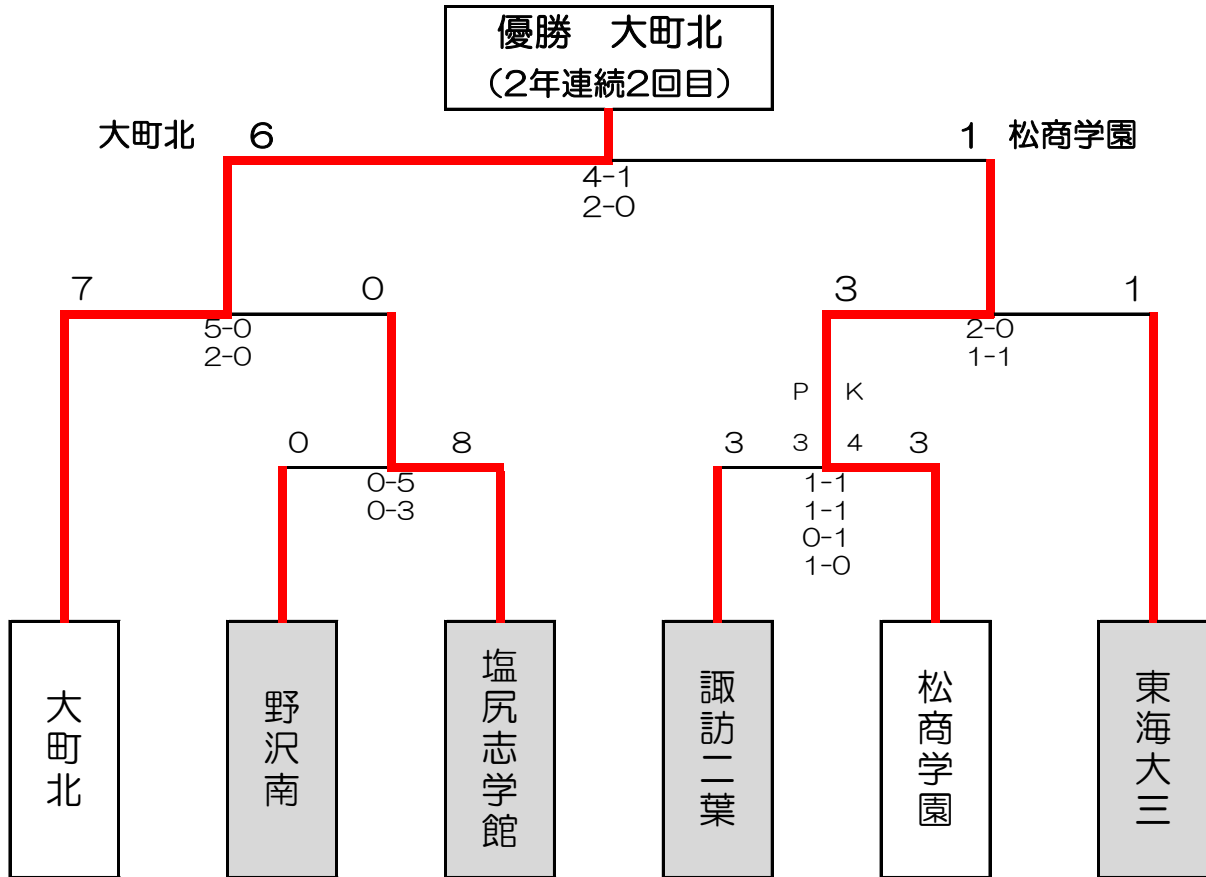 優勝　大町北
（2年連続2回目）
大町北 6
1 松商学園
4-1
2-0
7 0
5-0
2-0
3 1
2-0
1-1
P K
0 8
0-5
0-3
3 3 4 3
1-1
1-1
0-1
1-0
大町北
野沢南
塩尻志学館
諏訪二葉
松商学園
東海大三